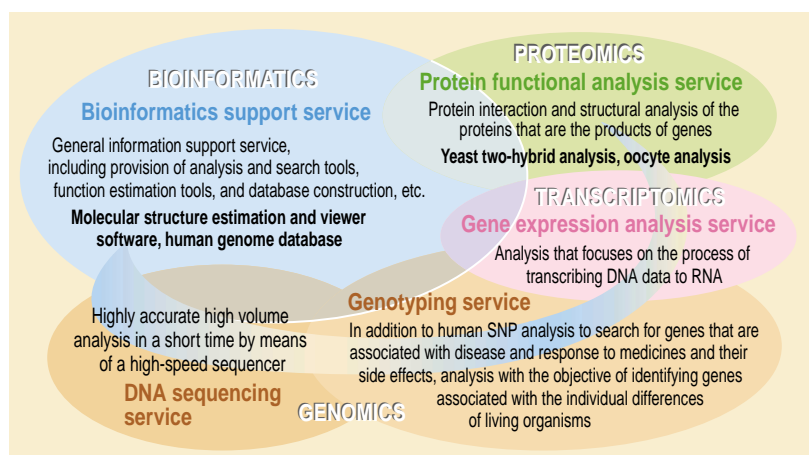 BIOINFORMATICS
Bioinformatics support service
General information support service,
including provision of analysis and search tools,
function estimation tools, and database construction, etc.
Molecular structure estimation and viewer
software, human genome database
PROTEOMICS
Protein functional analysis service
Protein interaction and structural analysis of the
proteins that are the products of genes
Yeast two-hybrid analysis, oocyte analysis
TRANSCRIPTOMICS
Gene expression analysis service
Analysis that focuses on the process of
transcribing DNA data to RNA
Highly accurate high volume
analysis in a short time by means
of a high-speed sequencer
DNA sequencing
service
Genotyping service
In addition to human SNP analysis to search for genes that are
associated with disease and response to medicines and their
side effects, analysis with the objective of identifying genes
associated with the individual differences
of living organisms
GENOMICS